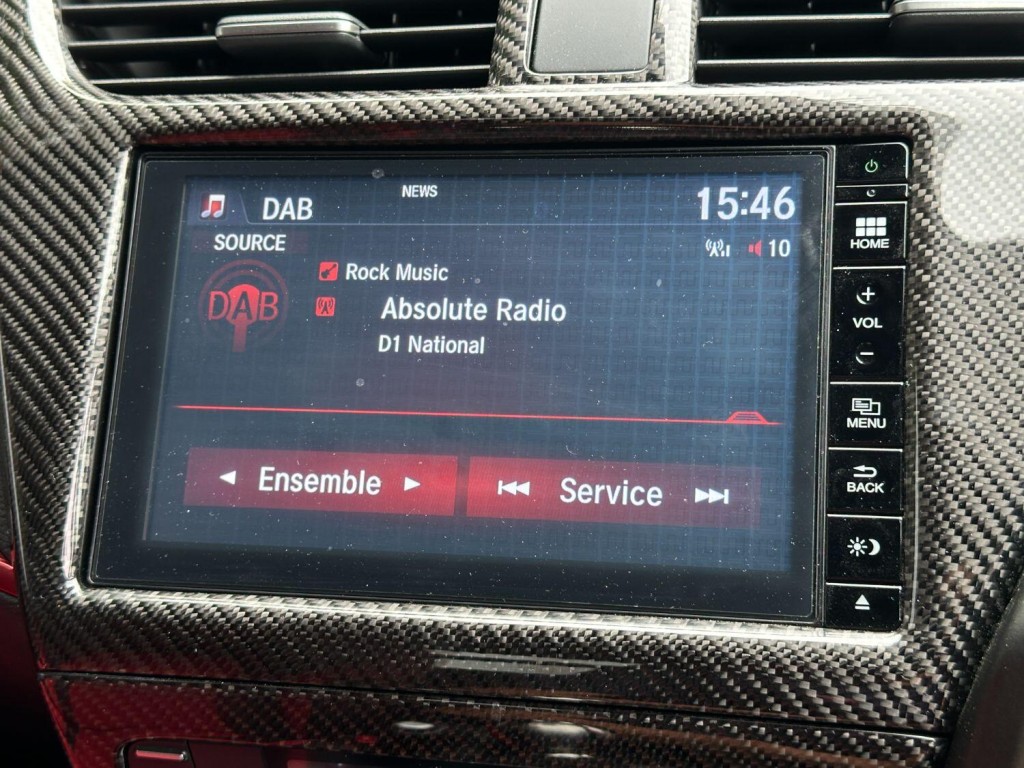 NEWS
DAB
15:46
SOURCE
10
Rock Music
DAB
Absolute Radio
D1 National
Ensemble
Service
HOME
+
VOL
−
MENU
BACK